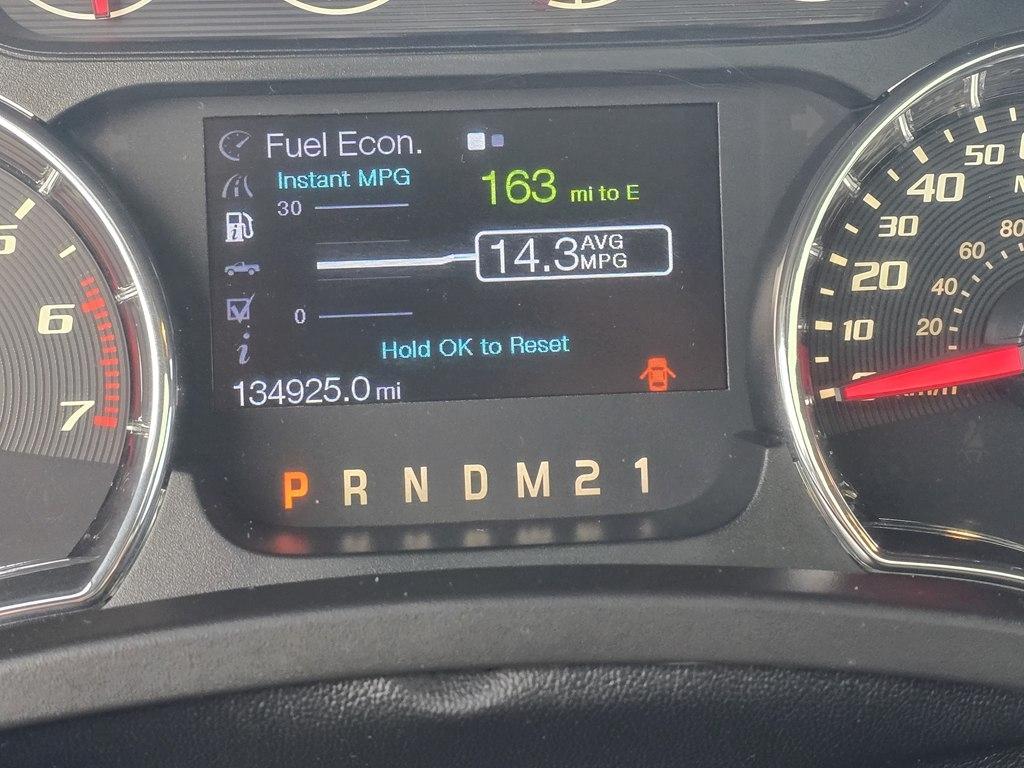 Fuel Econ.
Instant MPG
163 mi to E
30
14.3 AVG MPG
0
Hold OK to Reset
134925.0 mi
P R N D M 2 1
5
6
7
50
40
30
20
10
80
60
40
20